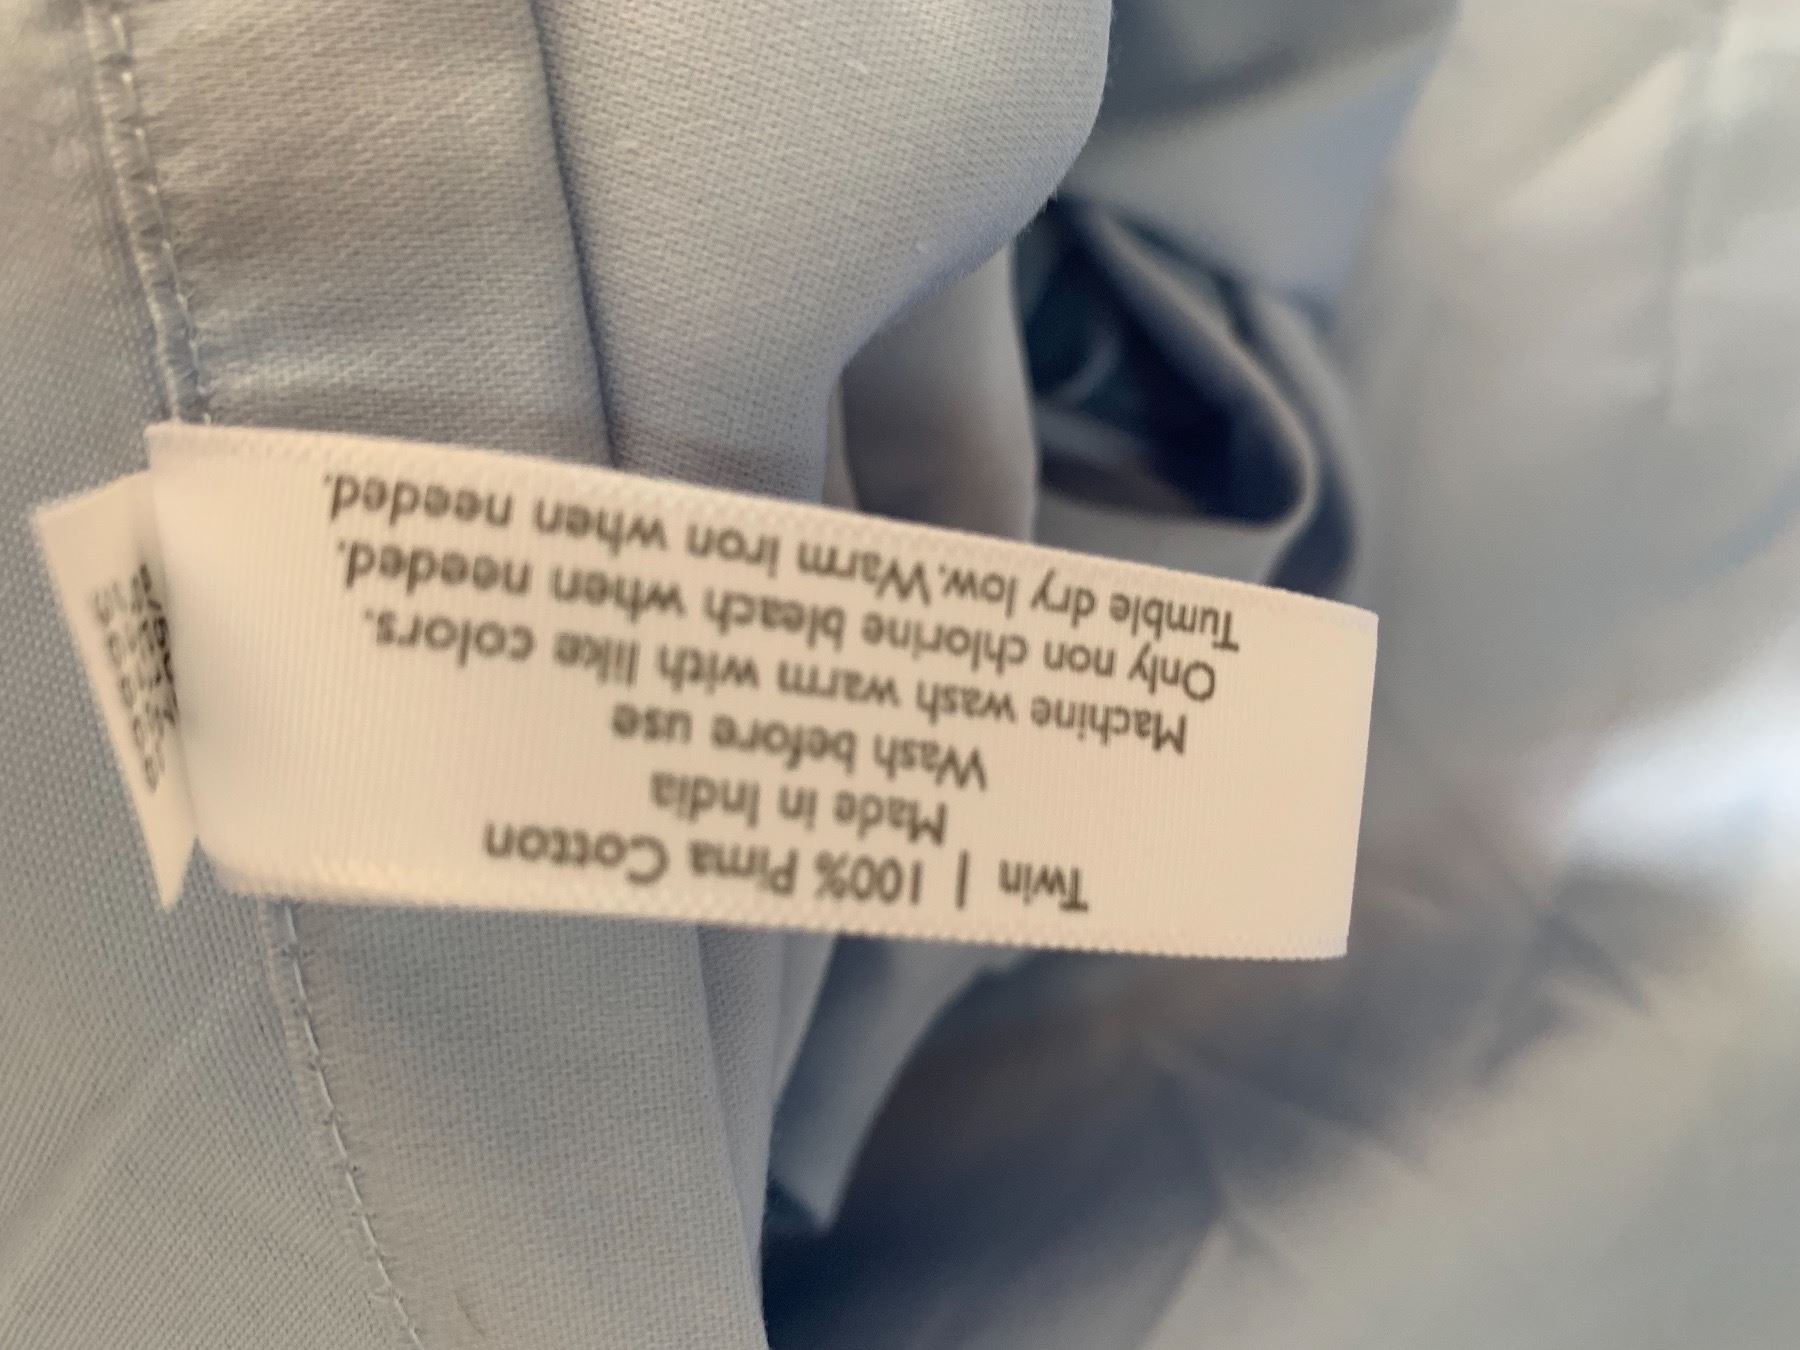 Twin | 100% Pima Cotton
Made in India
Wash before use
Machine wash warm with like colors.
Only non chlorine bleach when needed.
Tumble dry low. Warm iron when needed.